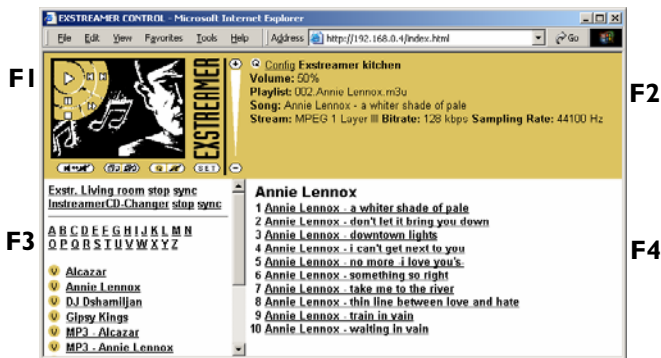 EXSTREAMER CONTROL - Microsoft Internet Explorer
File Edit View Favorites Tools Help Address http://192.168.0.4/index.html Go
F1
EXSTREAMER
SET
Config Exstreamer kitchen
Volume: 50%
Playlist: 002.Annie Lennox.m3u
Song: Annie Lennox - a whiter shade of pale
Stream: MPEG 1 Layer III Bitrate: 128 kbps Sampling Rate: 44100 Hz
F2
F3
Exstr. Living room stop sync
InstreamerCD-Changer stop sync
A B C D E F G H I J K L M N
O P Q R S T U V W X Y Z
V Alcazar
V Annie Lennox
V DJ Dshamiljan
V Gipsy Kings
V MP3 - Alcazar
V MP3 - Annie Lennox
Annie Lennox
1 Annie Lennox - a whiter shade of pale
2 Annie Lennox - don't let it bring you down
3 Annie Lennox - downtown lights
4 Annie Lennox - i can't get next to you
5 Annie Lennox - no more -i love you's-
6 Annie Lennox - something so right
7 Annie Lennox - take me to the river
8 Annie Lennox - thin line between love and hate
9 Annie Lennox - train in vain
10 Annie Lennox - waiting in vain
F4